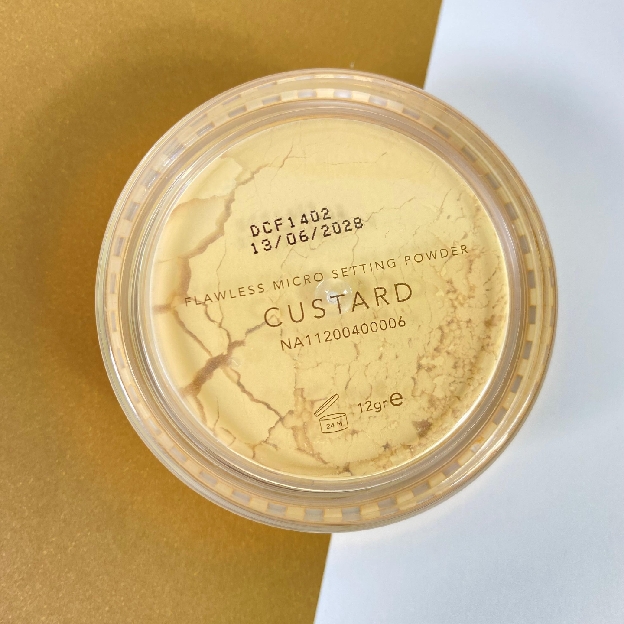 DCF1402
13/06/2028
FLAWLESS MICRO SETTING POWDER
CUSTARD
NA11200400006
24 M
12gr e